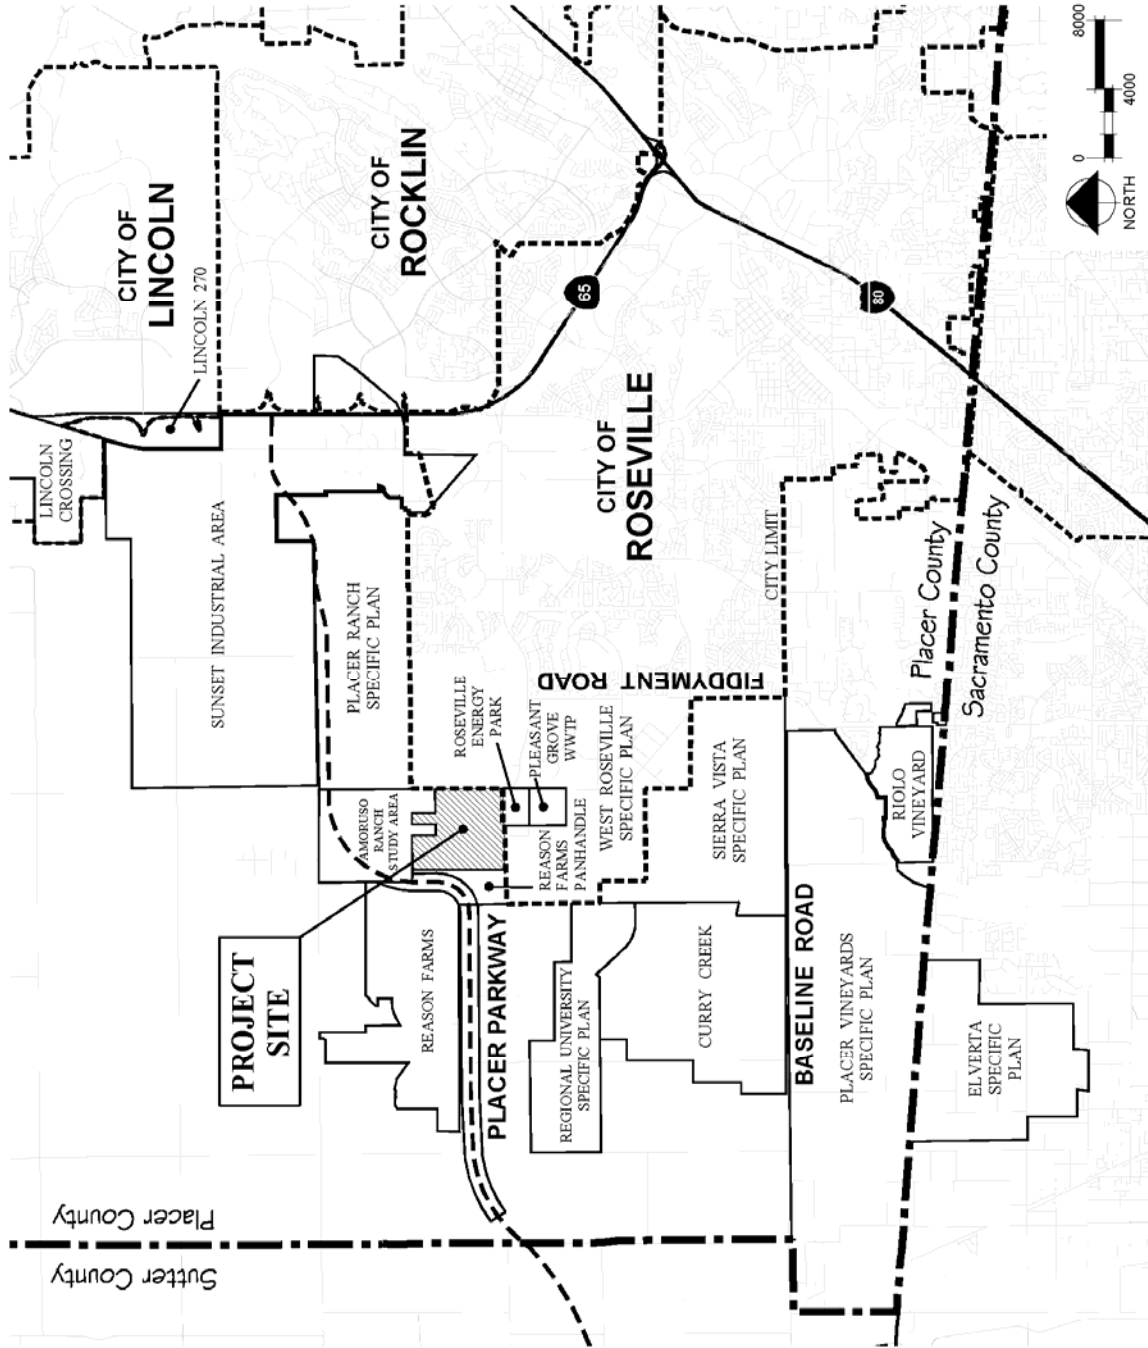 CITY OF
LINCOLN
LINCOLN 270
CITY OF
ROCKLIN
LINCOLN
CROSSING
SUNSET INDUSTRIAL AREA
PLACER RANCH
SPECIFIC PLAN
65
80
CITY OF
ROSEVILLE
CITY LIMIT
FIDDYMENT ROAD
ROSEVILLE
ENERGY
PARK
PLEASANT
GROVE
WWTP
AMORUSO
RANCH
STUDY AREA
REASON
FARMS
PANHANDLE
WEST ROSEVILLE
SPECIFIC PLAN
SIERRA VISTA
SPECIFIC PLAN
RIOLO
VINEYARD
PROJECT
SITE
REASON FARMS
PLACER PARKWAY
REGIONAL UNIVERSITY
SPECIFIC PLAN
CURRY CREEK
BASELINE ROAD
PLACER VINEYARDS
SPECIFIC PLAN
ELVERTA
SPECIFIC
PLAN
Placer County
Sacramento County
Placer County
Sutter County
NORTH
0
4000
8000